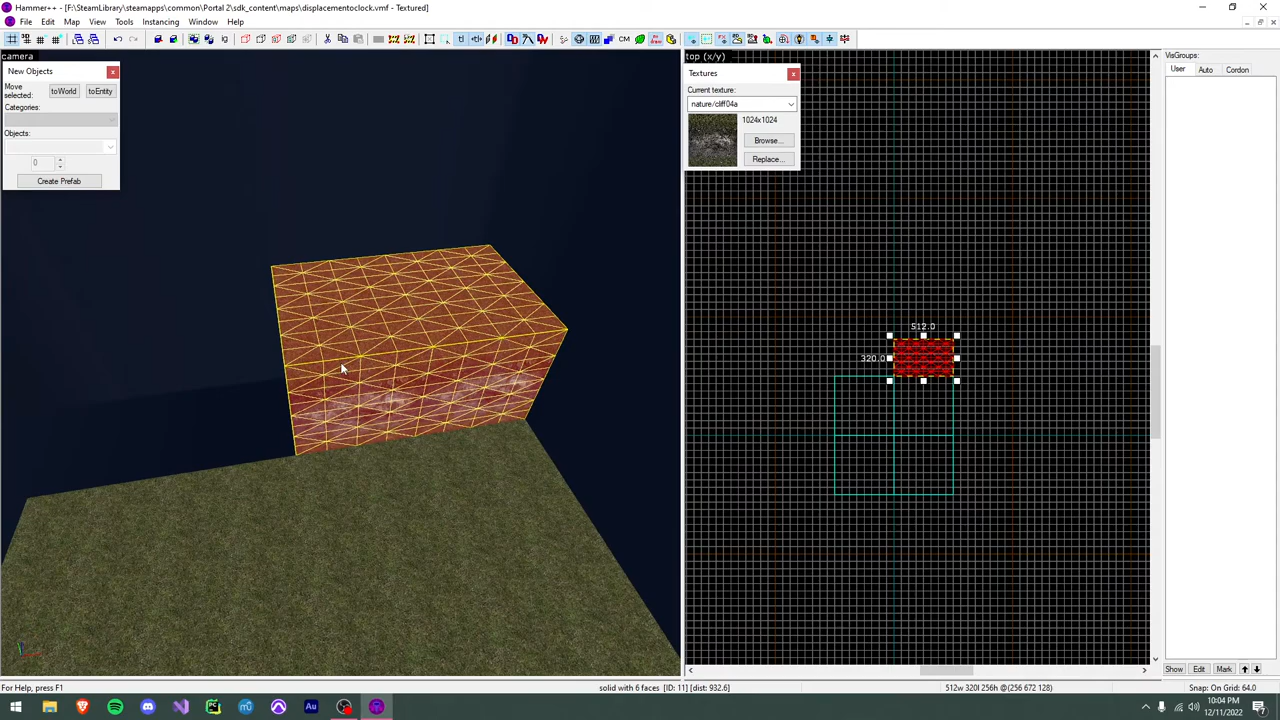 Hammer++ - [F:\SteamLibrary\steamapps\common\Portal 2\sdk_content\maps\displacementoclock.vmf - Textured]
File Edit Map View Tools Instancing Window Help
camera
New Objects
Move selected:
toWorld
toEntity
Categories:
Objects:
0
Create Prefab
top (x/y)
Textures
Current texture:
nature/cliff04a
1024x1024
Browse...
Replace...
512.0
320.0
VisGroups:
User Auto Cordon
Show Edit Mark
For Help, press F1
solid with 6 faces [ID: 11] [dist: 932.6]
512w 320l 256h @(256 672 128)
Snap: On Grid: 64.0
10:04 PM
12/11/2022